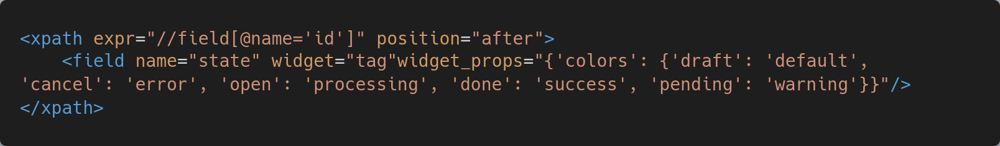 <xpath expr="//field[@name='id']" position="after">
    <field name="state" widget="tag"widget_props="{'colors': {'draft': 'default',
'cancel': 'error', 'open': 'processing', 'done': 'success', 'pending': 'warning'}}"/>
</xpath>